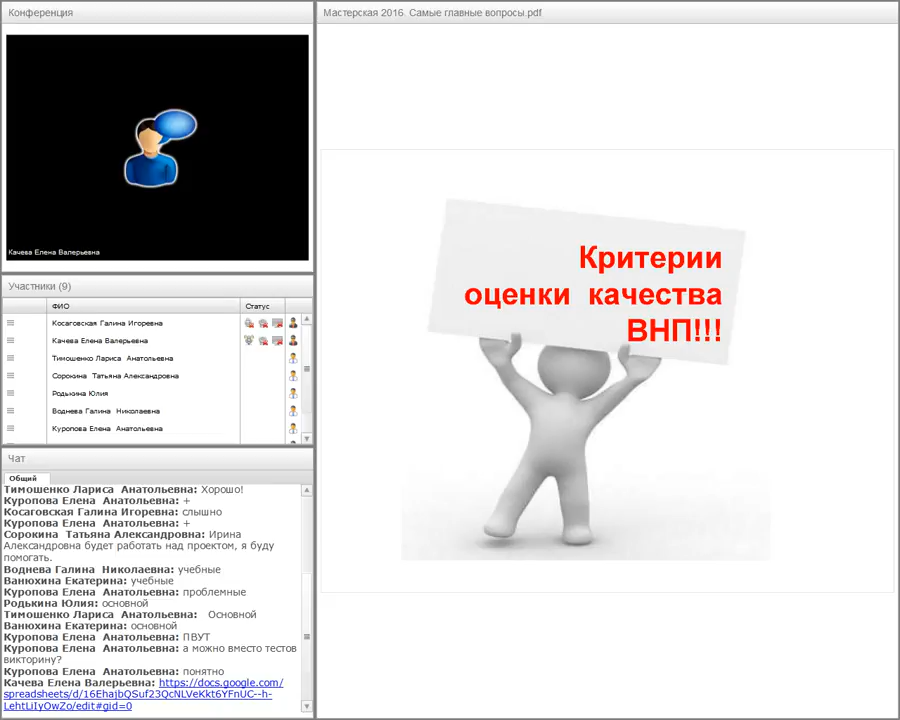 Конференция
Качева Елена Валерьевна
Участники (9)
ФИО Статус
Косаговская Галина Игоревна
Качева Елена Валерьевна
Тимошенко Лариса Анатольевна
Сорокина Татьяна Александровна
Родькина Юлия
Воднева Галина Николаевна
Куропова Елена Анатольевна
Чат
Общий
Тимошенко Лариса Анатольевна: Хорошо!
Куропова Елена Анатольевна: +
Косаговская Галина Игоревна: слышно
Куропова Елена Анатольевна: +
Сорокина Татьяна Александровна: Ирина
Александровна будет работать над проектом, я буду
помогать.
Воднева Галина Николаевна: учебные
Ванюхина Екатерина: учебные
Куропова Елена Анатольевна: проблемные
Родькина Юлия: основной
Тимошенко Лариса Анатольевна: Основной
Ванюхина Екатерина: основной
Куропова Елена Анатольевна: ПВУТ
Куропова Елена Анатольевна: а можно вместо тестов
викторину?
Куропова Елена Анатольевна: понятно
Качева Елена Валерьевна: https://docs.google.com/
spreadsheets/d/16EhajbQSuf23QcNLVeKkt6YFnUC--h-
LehtLiIyOwZo/edit#gid=0
Мастерская 2016. Самые главные вопросы.pdf
Критерии
оценки качества
ВНП!!!